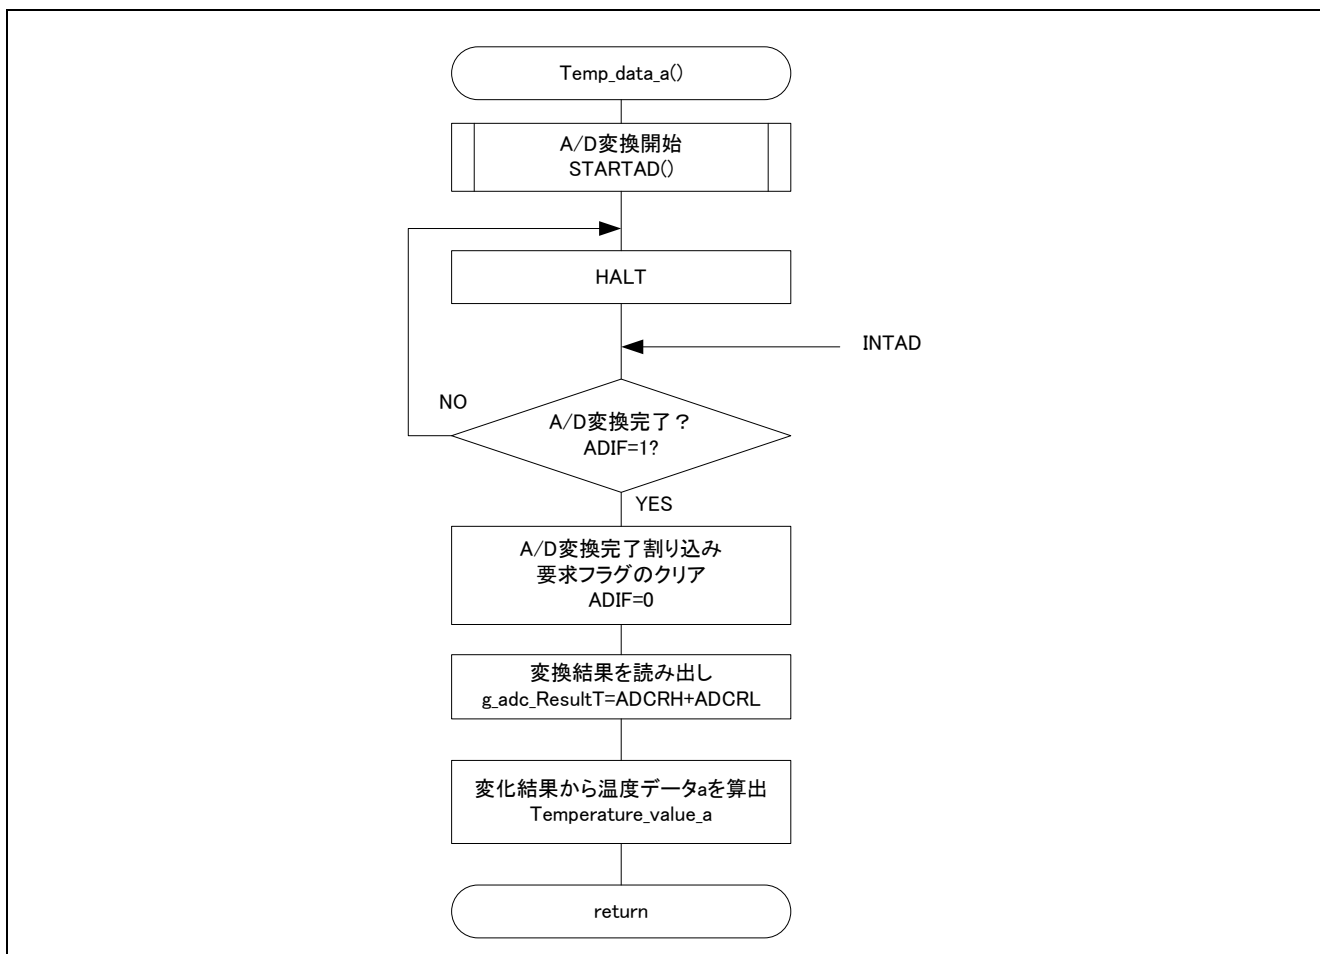 Temp_data_a()
A/D変換開始
STARTAD()
HALT
INTAD
NO
A/D変換完了？
ADIF=1?
YES
A/D変換完了割り込み
要求フラグのクリア
ADIF=0
変換結果を読み出し
g_adc_ResultT=ADCRH+ADCRL
変化結果から温度データaを算出
Temperature_value_a
return